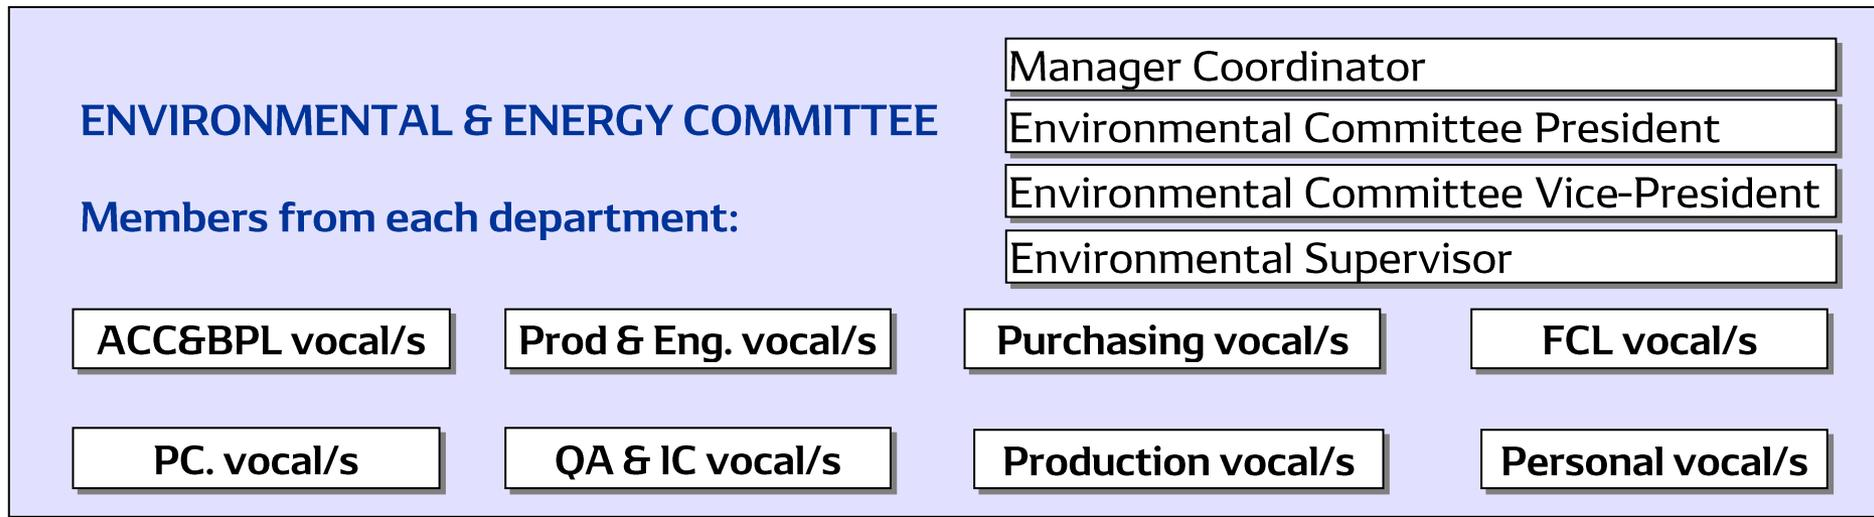 ENVIRONMENTAL & ENERGY COMMITTEE
Members from each department:
Manager Coordinator
Environmental Committee President
Environmental Committee Vice-President
Environmental Supervisor
ACC&BPL vocal/s
Prod & Eng. vocal/s
Purchasing vocal/s
FCL vocal/s
PC. vocal/s
QA & IC vocal/s
Production vocal/s
Personal vocal/s